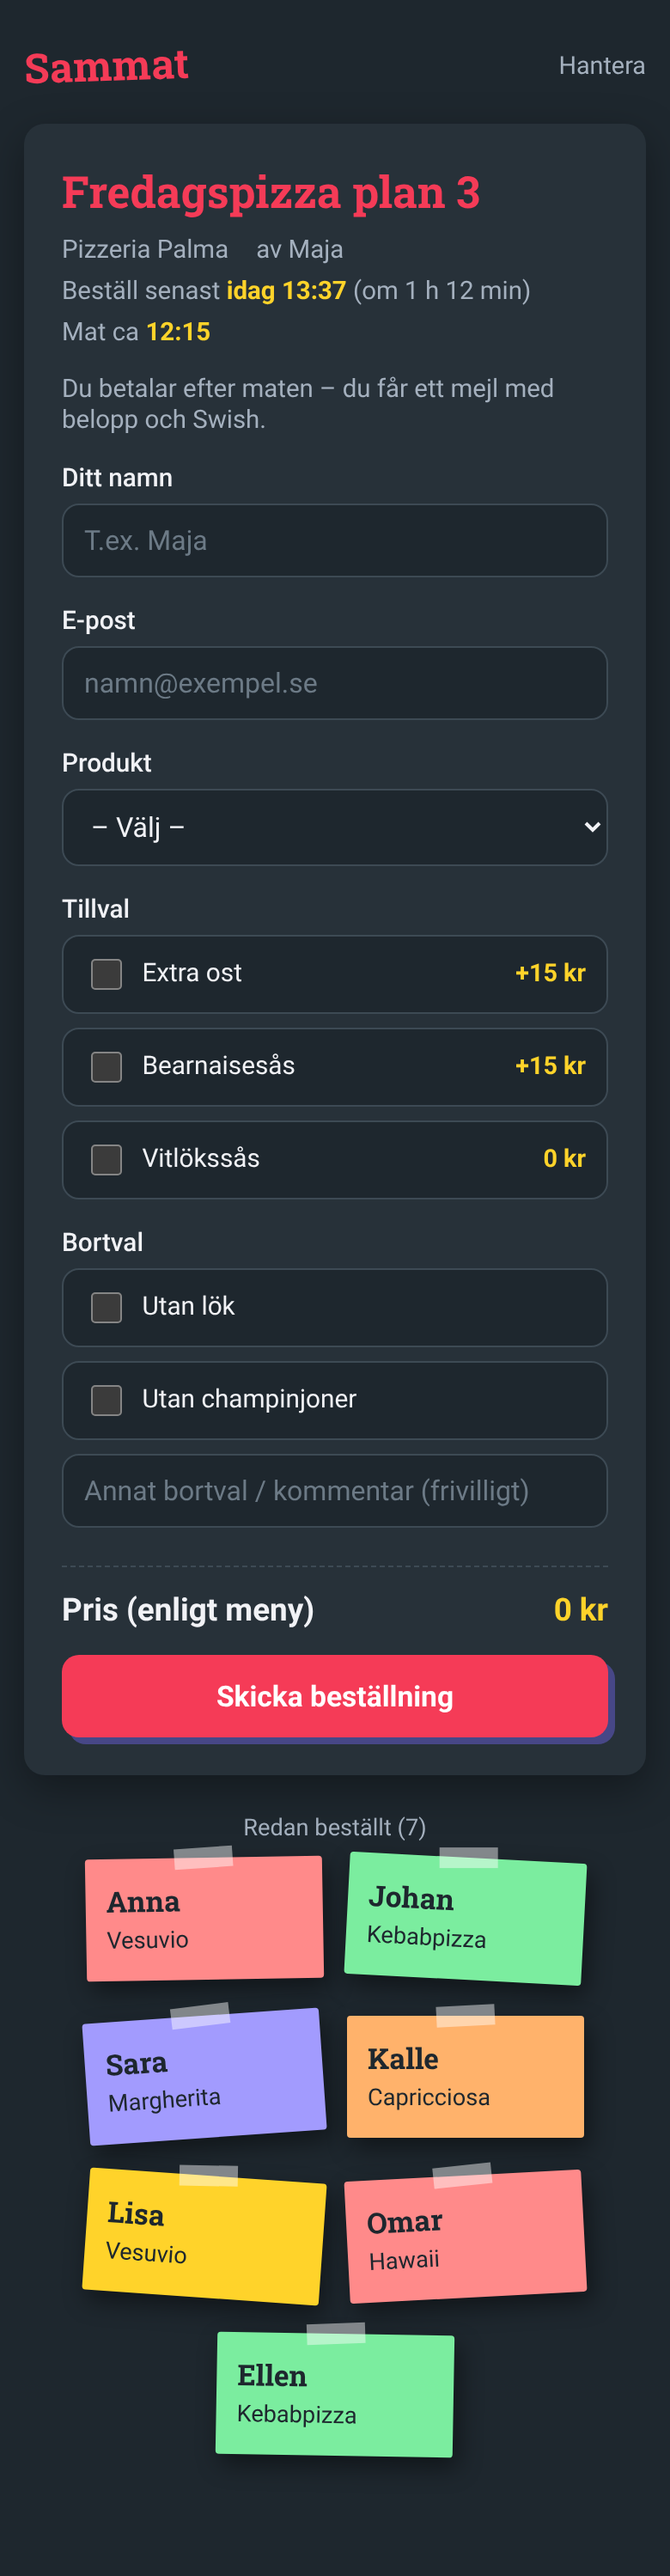 Sammat
Hantera
Fredagspizza plan 3
Pizzeria Palma av Maja
Beställ senast idag 13:37 (om 1 h 12 min)
Mat ca 12:15
Du betalar efter maten – du får ett mejl med
belopp och Swish.
Ditt namn
T.ex. Maja
E-post
namn@exempel.se
Produkt
– Välj –
Tillval
Extra ost +15 kr
Bearnaisesås +15 kr
Vitlökssås 0 kr
Bortval
Utan lök
Utan champinjoner
Annat bortval / kommentar (frivilligt)
Pris (enligt meny) 0 kr
Skicka beställning
Redan beställt (7)
Anna
Vesuvio
Johan
Kebabpizza
Sara
Margherita
Kalle
Capricciosa
Lisa
Vesuvio
Omar
Hawaii
Ellen
Kebabpizza